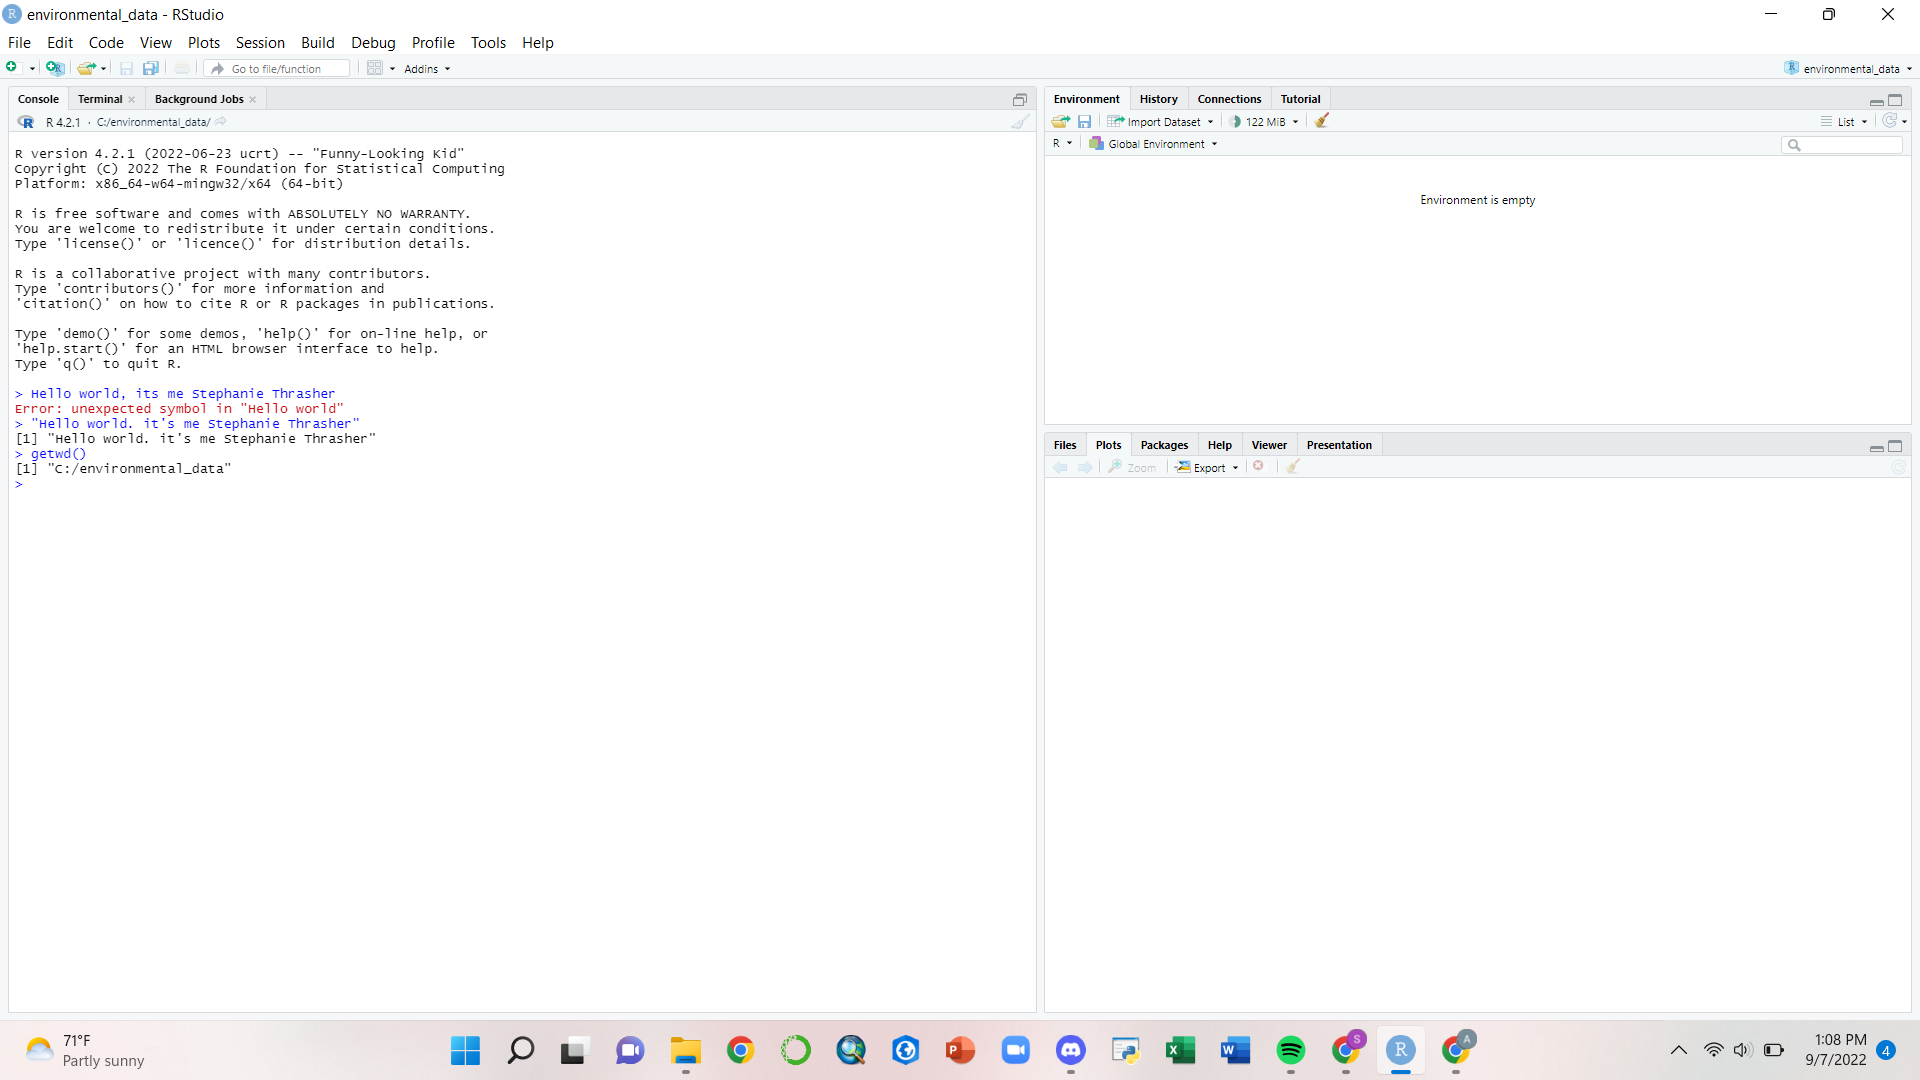 environmental_data - RStudio
File Edit Code View Plots Session Build Debug Profile Tools Help
Go to file/function Addins environmental_data
Console Terminal Background Jobs
R 4.2.1 · C:/environmental_data/
R version 4.2.1 (2022-06-23 ucrt) -- "Funny-Looking Kid"
Copyright (C) 2022 The R Foundation for Statistical Computing
Platform: x86_64-w64-mingw32/x64 (64-bit)
R is free software and comes with ABSOLUTELY NO WARRANTY.
You are welcome to redistribute it under certain conditions.
Type 'license()' or 'licence()' for distribution details.
R is a collaborative project with many contributors.
Type 'contributors()' for more information and
'citation()' on how to cite R or R packages in publications.
Type 'demo()' for some demos, 'help()' for on-line help, or
'help.start()' for an HTML browser interface to help.
Type 'q()' to quit R.
> Hello world, its me Stephanie Thrasher
Error: unexpected symbol in "Hello world"
> "Hello world. it's me Stephanie Thrasher"
[1] "Hello world. it's me Stephanie Thrasher"
> getwd()
[1] "C:/environmental_data"
>
Environment History Connections Tutorial
Import Dataset 122 MiB List
R Global Environment
Environment is empty
Files Plots Packages Help Viewer Presentation
Zoom Export
71°F
Partly sunny
P
X
W
S
R
A
1:08 PM
9/7/2022
4